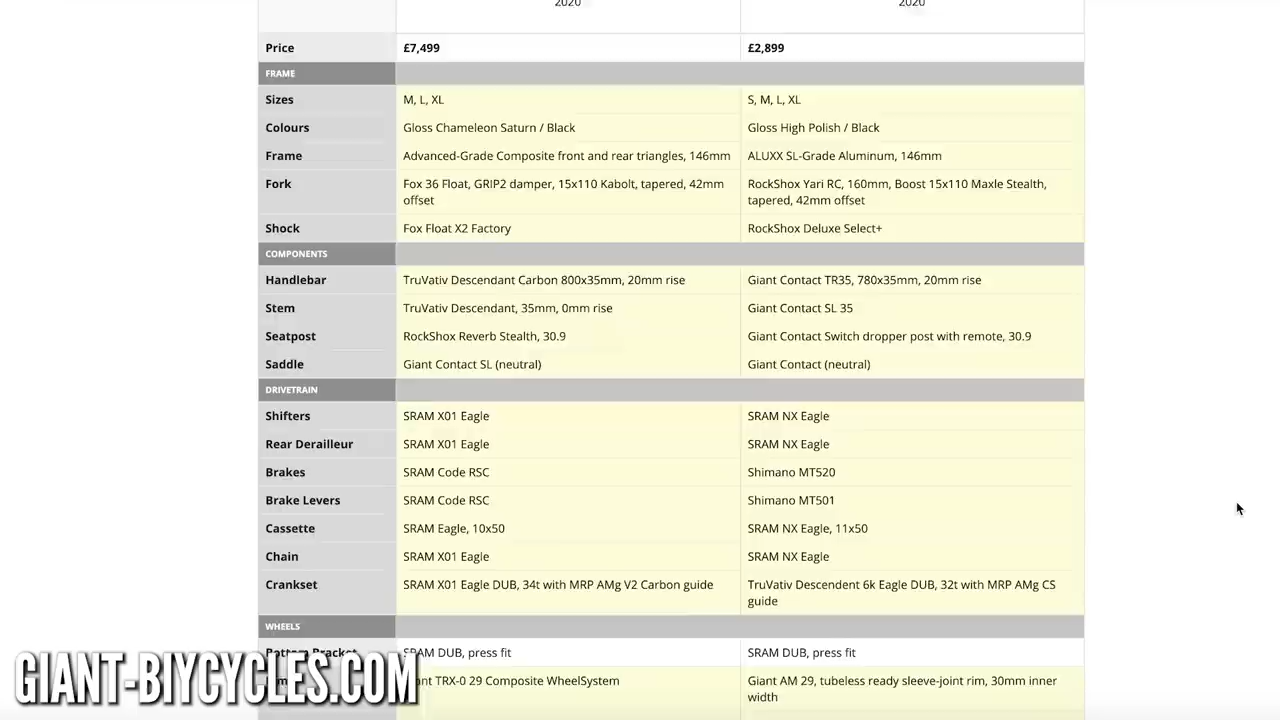 2020 2020
Price £7,499 £2,899
FRAME
Sizes M, L, XL S, M, L, XL
Colours Gloss Chameleon Saturn / Black Gloss High Polish / Black
Frame Advanced-Grade Composite front and rear triangles, 146mm ALUXX SL-Grade Aluminum, 146mm
Fork Fox 36 Float, GRIP2 damper, 15x110 Kabolt, tapered, 42mm RockShox Yari RC, 160mm, Boost 15x110 Maxle Stealth,
offset tapered, 42mm offset
Shock Fox Float X2 Factory RockShox Deluxe Select+
COMPONENTS
Handlebar TruVativ Descendant Carbon 800x35mm, 20mm rise Giant Contact TR35, 780x35mm, 20mm rise
Stem TruVativ Descendant, 35mm, 0mm rise Giant Contact SL 35
Seatpost RockShox Reverb Stealth, 30.9 Giant Contact Switch dropper post with remote, 30.9
Saddle Giant Contact SL (neutral) Giant Contact (neutral)
DRIVETRAIN
Shifters SRAM X01 Eagle SRAM NX Eagle
Rear Derailleur SRAM X01 Eagle SRAM NX Eagle
Brakes SRAM Code RSC Shimano MT520
Brake Levers SRAM Code RSC Shimano MT501
Cassette SRAM Eagle, 10x50 SRAM NX Eagle, 11x50
Chain SRAM X01 Eagle SRAM NX Eagle
Crankset SRAM X01 Eagle DUB, 34t with MRP AMg V2 Carbon guide TruVativ Descendent 6k Eagle DUB, 32t with MRP AMg CS
guide
WHEELS
Bottom Bracket SRAM DUB, press fit SRAM DUB, press fit
TRX-0 29 Composite WheelSystem Giant AM 29, tubeless ready sleeve-joint rim, 30mm inner
width
GIANT-BIYCYCLES.COM